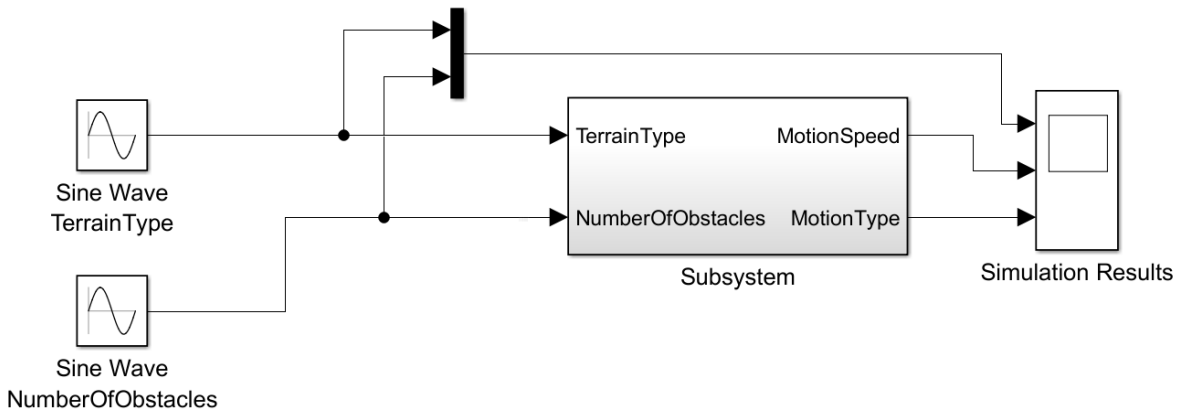 TerrainType
MotionSpeed
Sine Wave
TerrainType
NumberOfObstacles
MotionType
Subsystem
Simulation Results
Sine Wave
NumberOfObstacles